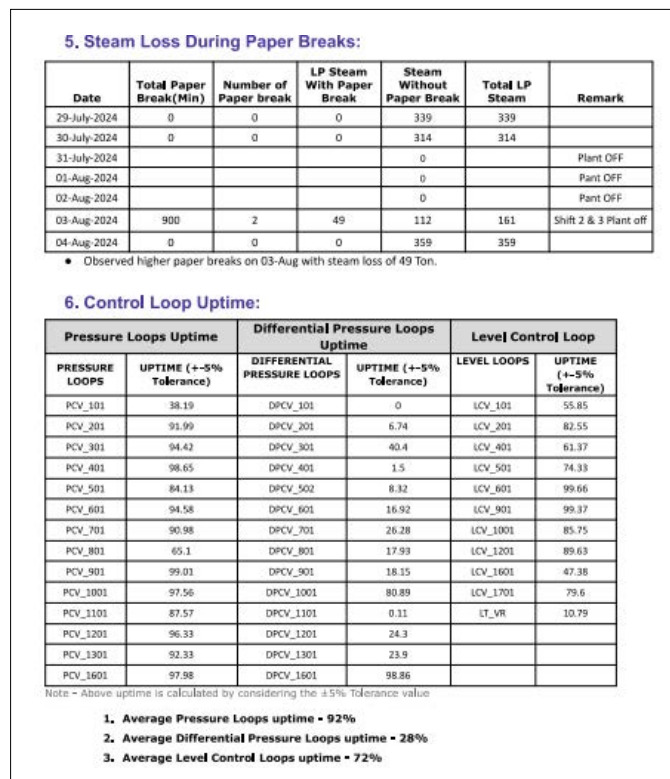 5. Steam Loss During Paper Breaks:
Date Total Paper Break(Min) Number of Paper break LP Steam With Paper Break Steam Without Paper Break Total LP Steam Remark
29-July-2024 0 0 0 339 339
30-July-2024 0 0 0 314 314
31-July-2024 0 Plant OFF
01-Aug-2024 0 Pant OFF
02-Aug-2024 0 Pant OFF
03-Aug-2024 900 2 49 112 161 Shift 2 & 3 Plant off
04-Aug-2024 0 0 0 359 359
• Observed higher paper breaks on 03-Aug with steam loss of 49 Ton.
6. Control Loop Uptime:
Pressure Loops Uptime Differential Pressure Loops Uptime Level Control Loop
PRESSURE LOOPS UPTIME (+-5% Tolerance) DIFFERENTIAL PRESSURE LOOPS UPTIME (+-5% Tolerance) LEVEL LOOPS UPTIME (+-5% Tolerance)
PCV_101 38.19 DPCV_101 0 LCV_101 55.85
PCV_201 91.99 DPCV_201 6.74 LCV_201 82.55
PCV_301 94.42 DPCV_301 40.4 LCV_401 61.37
PCV_401 98.65 DPCV_401 1.5 LCV_501 74.33
PCV_501 84.13 DPCV_502 8.32 LCV_601 99.66
PCV_601 94.58 DPCV_601 16.92 LCV_901 99.37
PCV_701 90.98 DPCV_701 26.28 LCV_1001 85.75
PCV_801 65.1 DPCV_801 17.93 LCV_1201 89.63
PCV_901 99.01 DPCV_901 18.15 LCV_1601 47.38
PCV_1001 97.56 DPCV_1001 80.89 LCV_1701 79.6
PCV_1101 87.57 DPCV_1101 0.11 LT_VR 10.79
PCV_1201 96.33 DPCV_1201 24.3
PCV_1301 92.33 DPCV_1301 23.9
PCV_1601 97.98 DPCV_1601 98.86
Note – Above uptime is calculated by considering the ±5% Tolerance value
1. Average Pressure Loops uptime - 92%
2. Average Differential Pressure Loops uptime - 28%
3. Average Level Control Loops uptime - 72%